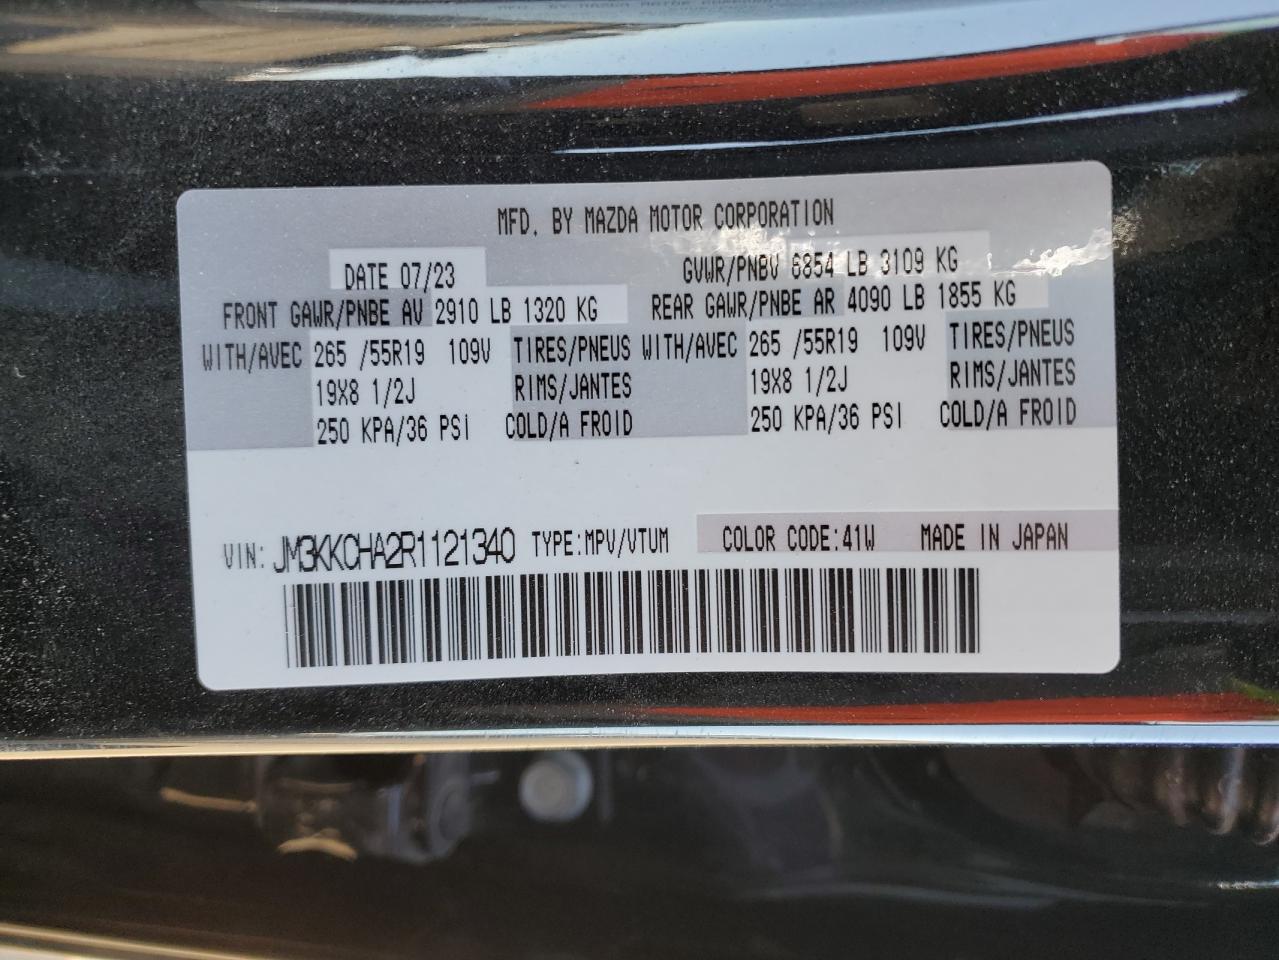 MFD. BY MAZDA MOTOR CORPORATION
DATE 07/23 GVWR/PNBV 6854 LB 3109 KG
FRONT GAWR/PNBE AV 2910 LB 1320 KG REAR GAWR/PNBE AR 4090 LB 1855 KG
WITH/AVEC 265 /55R19 109V TIRES/PNEUS WITH/AVEC 265 /55R19 109V TIRES/PNEUS
19X8 1/2J RIMS/JANTES 19X8 1/2J RIMS/JANTES
250 KPA/36 PSI COLD/A FROID 250 KPA/36 PSI COLD/A FROID
VIN: JM3KKCHA2R1121340 TYPE:MPV/VTUM COLOR CODE:41W MADE IN JAPAN